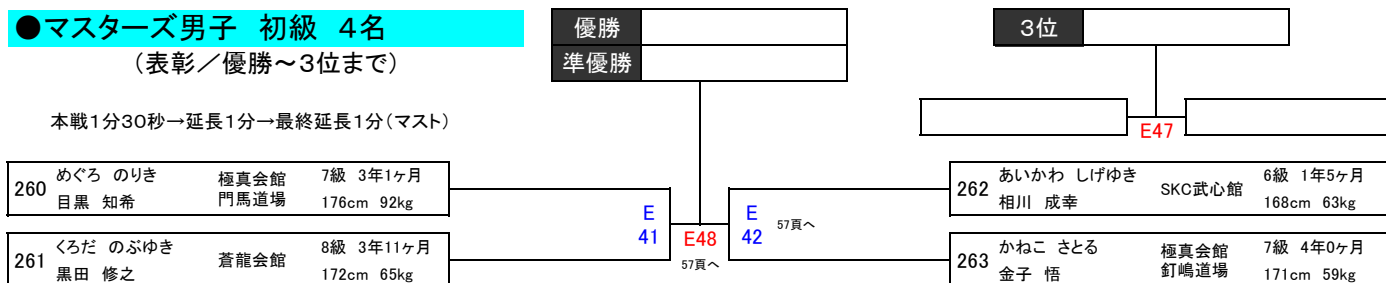 ●マスターズ男子 初級 4名
(表彰/優勝～3位まで)
本戦1分30秒→延長1分→最終延長1分(マスト)
優勝
準優勝
3位
E47
260 めぐろ のりき 極真会館 7級 3年1ヶ月
目黒 知希 門馬道場 176cm 92kg
261 くろだ のぶゆき 蒼龍会館 8級 3年11ヶ月
黒田 修之 172cm 65kg
E
41
E48
57頁へ
E
42
57頁へ
262 あいかわ しげゆき SKC武心館 6級 1年5ヶ月
相川 成幸 168cm 63kg
263 かねこ さとる 極真会館 7級 4年0ヶ月
金子 悟 釘嶋道場 171cm 59kg